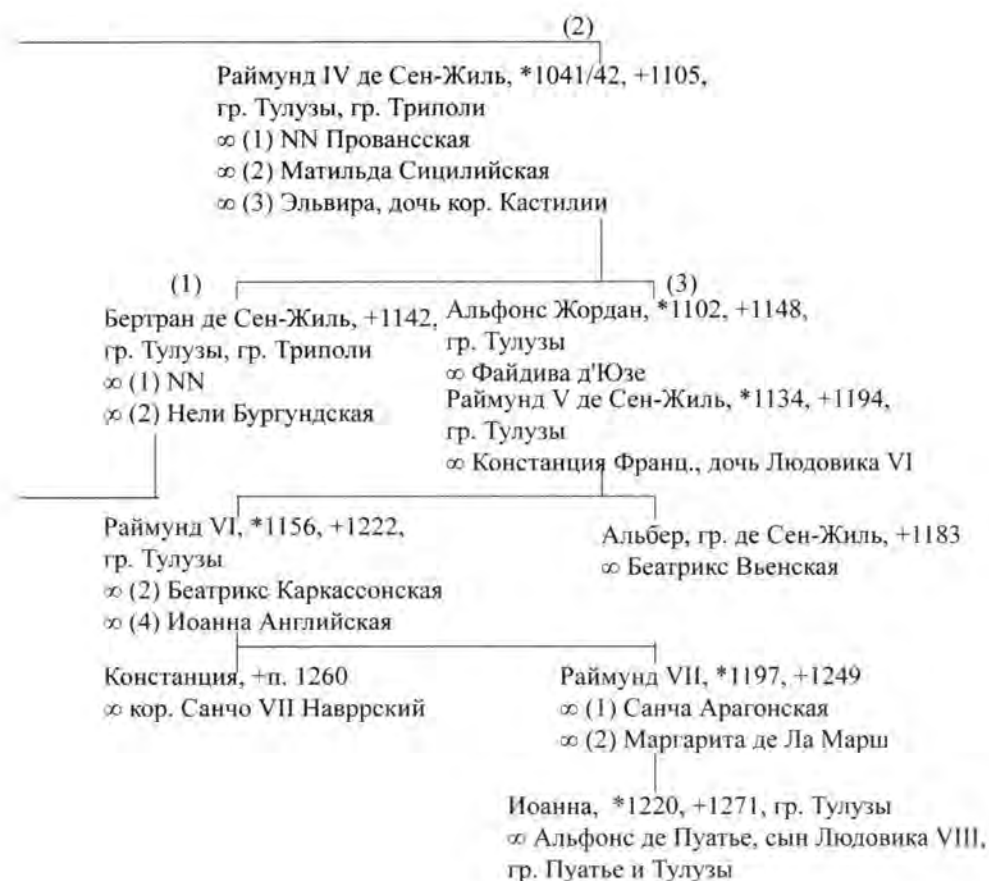 (2)
Раймунд IV де Сен-Жиль, *1041/42, +1105,
гр. Тулузы, гр. Триполи
∞ (1) NN Провансская
∞ (2) Матильда Сицилийская
∞ (3) Эльвира, дочь кор. Кастилии
(1)
Бертран де Сен-Жиль, +1142,
гр. Тулузы, гр. Триполи
∞ (1) NN
∞ (2) Нели Бургундская
(3)
Альфонс Жордан, *1102, +1148,
гр. Тулузы
∞ Файдива д'Юзе
Раймунд V де Сен-Жиль, *1134, +1194,
гр. Тулузы
∞ Констанция Франц., дочь Людовика VI
Раймунд VI, *1156, +1222,
гр. Тулузы
∞ (2) Беатрикс Каркассонская
∞ (4) Иоанна Английская
Альбер, гр. де Сен-Жиль, +1183
∞ Беатрикс Вьенская
Констанция, +п. 1260
∞ кор. Санчо VII Навррский
Раймунд VII, *1197, +1249
∞ (1) Санча Арагонская
∞ (2) Маргарита де Ла Марш
Иоанна, *1220, +1271, гр. Тулузы
∞ Альфонс де Пуатье, сын Людовика VIII,
гр. Пуатье и Тулузы